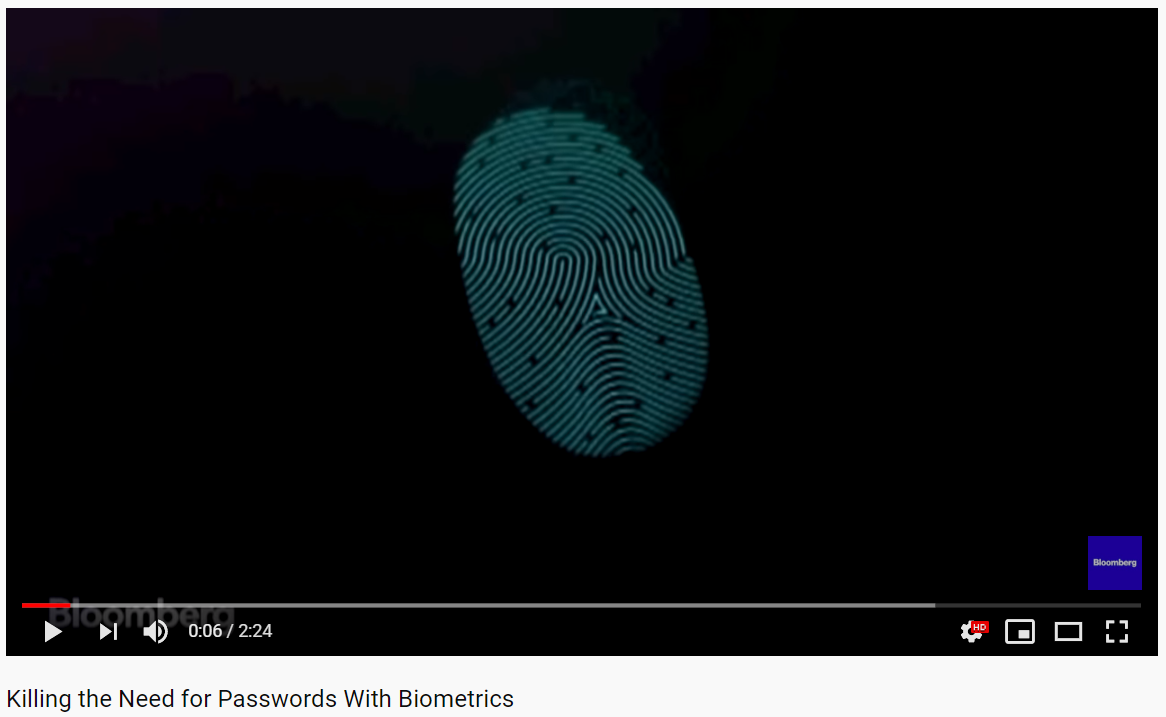 Bloomberg
Bloomberg
0:06 / 2:24
HD
Killing the Need for Passwords With Biometrics